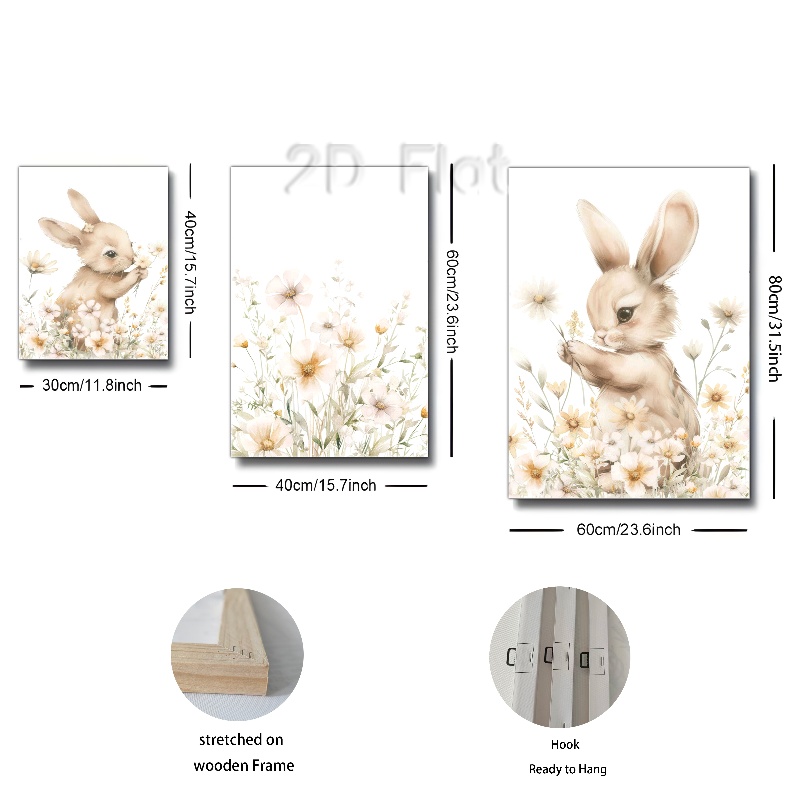 2D Flat
40cm/15.7inch
30cm/11.8inch
60cm/23.6inch
40cm/15.7inch
80cm/31.5inch
60cm/23.6inch
stretched on
wooden Frame
Hook
Ready to Hang